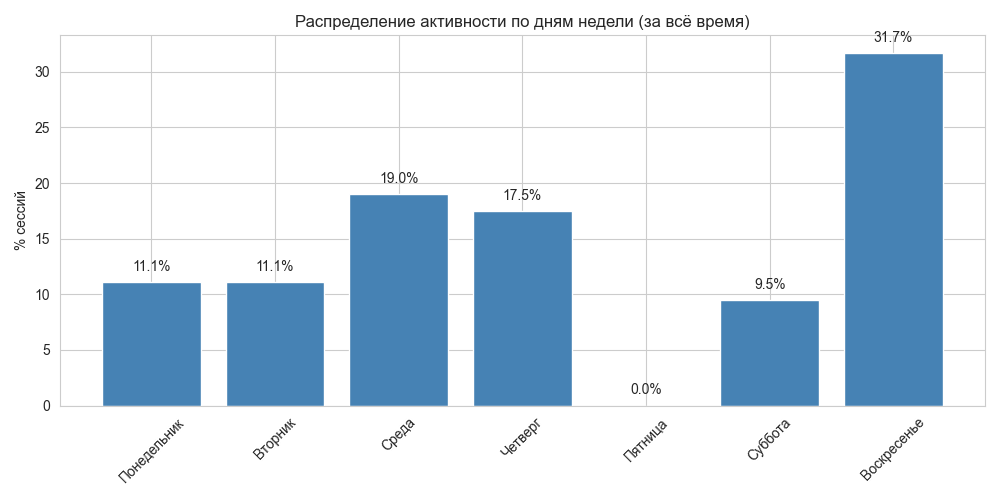 Распределение активности по дням недели (за всё время)
% сессий
30
25
20
15
10
5
0
11.1%
11.1%
19.0%
17.5%
0.0%
9.5%
31.7%
Понедельник
Вторник
Среда
Четверг
Пятница
Суббота
Воскресенье